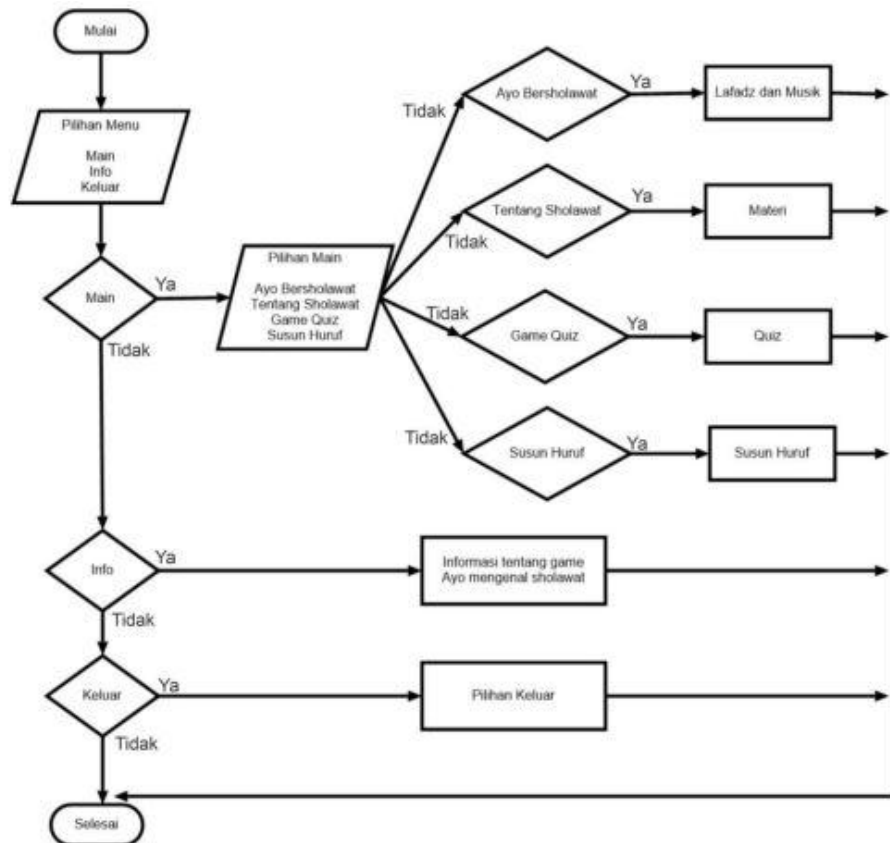 Mulai
Pilihan Menu
Main
Info
Keluar
Main
Ya
Tidak
Pilihan Main
Ayo Bersholawat
Tentang Sholawat
Game Quiz
Susun Huruf
Tidak
Ayo Bersholawat
Ya
Lafadz dan Musik
Tidak
Tentang Sholawat
Ya
Materi
Tidak
Game Quiz
Ya
Quiz
Tidak
Susun Huruf
Ya
Susun Huruf
Info
Ya
Tidak
Informasi tentang game
Ayo mengenal sholawat
Keluar
Ya
Tidak
Pilihan Keluar
Selesai